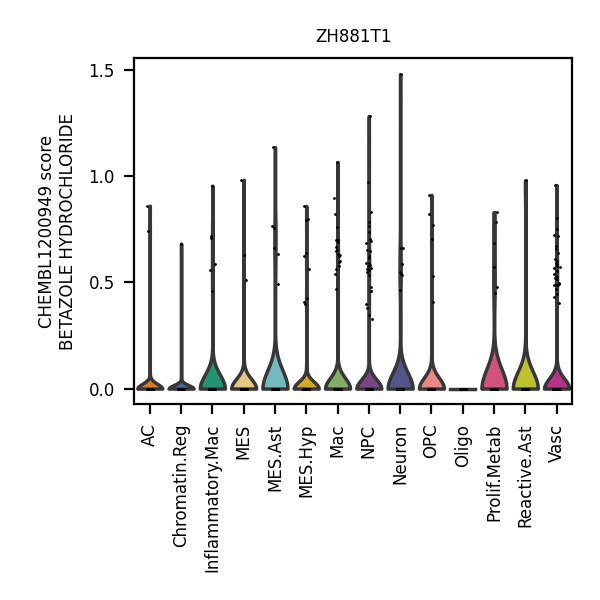 ZH881T1
CHEMBL1200949 score
BETAZOLE HYDROCHLORIDE
1.5
1.0
0.5
0.0
AC
Chromatin.Reg
Inflammatory.Mac
MES
MES.Ast
MES.Hyp
Mac
NPC
Neuron
OPC
Oligo
Prolif.Metab
Reactive.Ast
Vasc